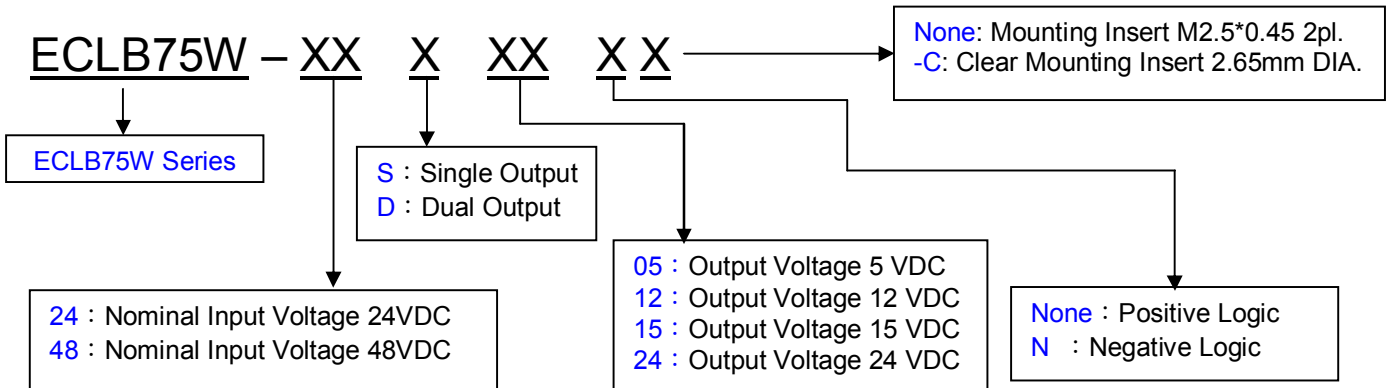 ECLB75W – XX X XX X X
None: Mounting Insert M2.5*0.45 2pl.
-C: Clear Mounting Insert 2.65mm DIA.
ECLB75W Series
S：Single Output
D：Dual Output
05：Output Voltage 5 VDC
12：Output Voltage 12 VDC
15：Output Voltage 15 VDC
24：Output Voltage 24 VDC
None：Positive Logic
N ：Negative Logic
24：Nominal Input Voltage 24VDC
48：Nominal Input Voltage 48VDC